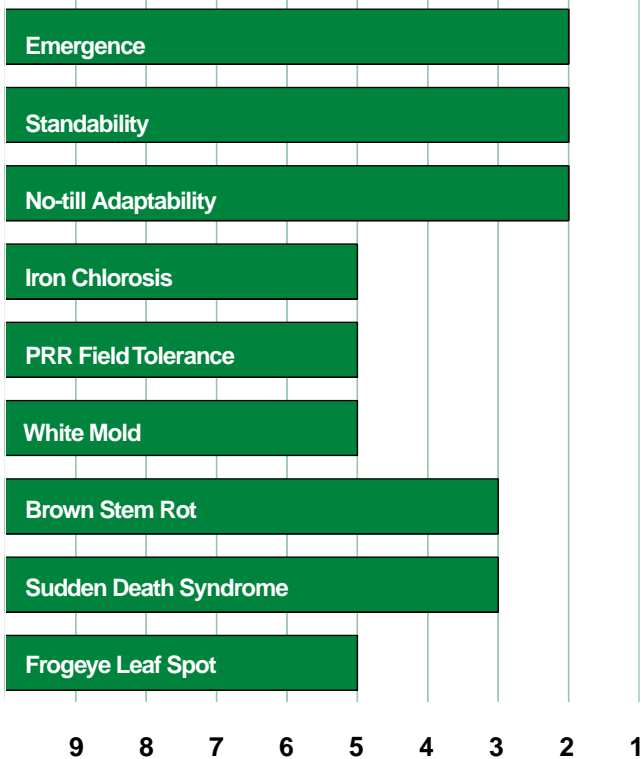 Emergence
Standability
No-till Adaptability
Iron Chlorosis
PRR Field Tolerance
White Mold
Brown Stem Rot
Sudden Death Syndrome
Frogeye Leaf Spot
9 8 7 6 5 4 3 2 1